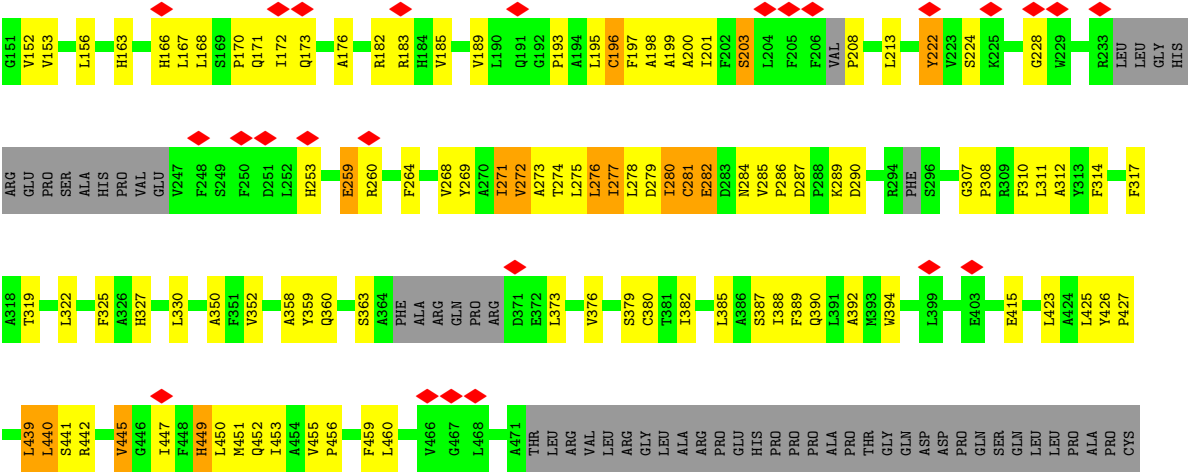 G151 V152 V153 L156 H163 H166 L167 L168 S169 P170 Q171 I172 Q173 A176 R182 R183 H184 V185 V189 L190 Q191 G192 P193 A194 L195 C196 F197 A198 A199 A200 I201 F202 S203 L204 F205 F206 VAL P208 L213 Y222 V223 S224 K225 G228 W229 R233 LEU LEU GLY HIS
ARG GLU PRO SER ALA HIS PRO VAL GLU V247 F248 S249 F250 D251 L252 H253 E259 R260 F264 V268 Y269 A270 I271 V272 A273 T274 L275 L276 I277 L278 D279 I280 C281 E282 D283 N284 V285 P286 D287 P288 K289 D290 R294 PHE S296 G307 P308 R309 F310 L311 A312 Y313 F314 F317
A318 T319 L322 F325 A326 H327 L330 A350 F351 V352 A358 Y359 Q360 S363 A364 PHE ALA ARG GLN PRO ARG D371 E372 L373 V376 S379 C380 T381 I382 L385 A386 S387 I388 F389 Q390 L391 A392 M393 W394 L399 E403 E415 L423 A424 L425 Y426 P427
L439 L440 S441 R442 V445 G446 I447 F448 H449 L450 M451 Q452 I453 A454 V455 P456 F459 L460 V466 G467 L468 A471 THR LEU ARG VAL LEU ARG GLY LEU ALA ARG PRO GLU HIS PRO PRO PRO ALA PRO THR GLY GLN ASP ASP PRO GLN SER GLN LEU LEU PRO ALA PRO CYS